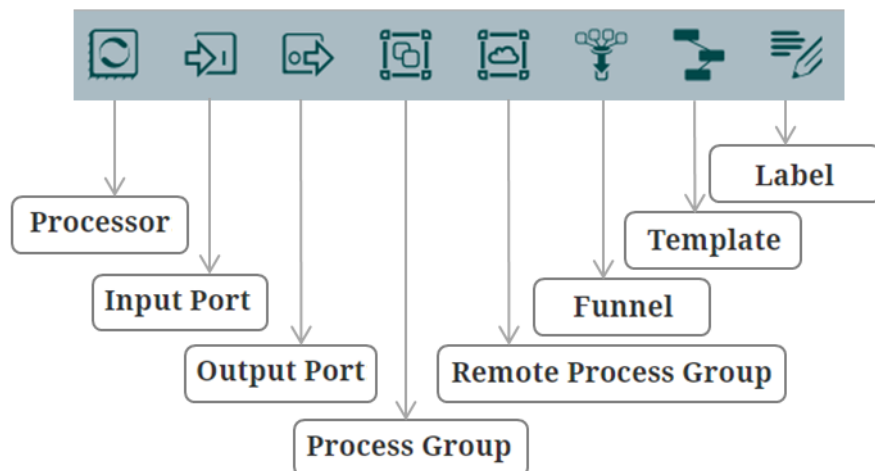 Processor
Input Port
Output Port
Process Group
Remote Process Group
Funnel
Template
Label